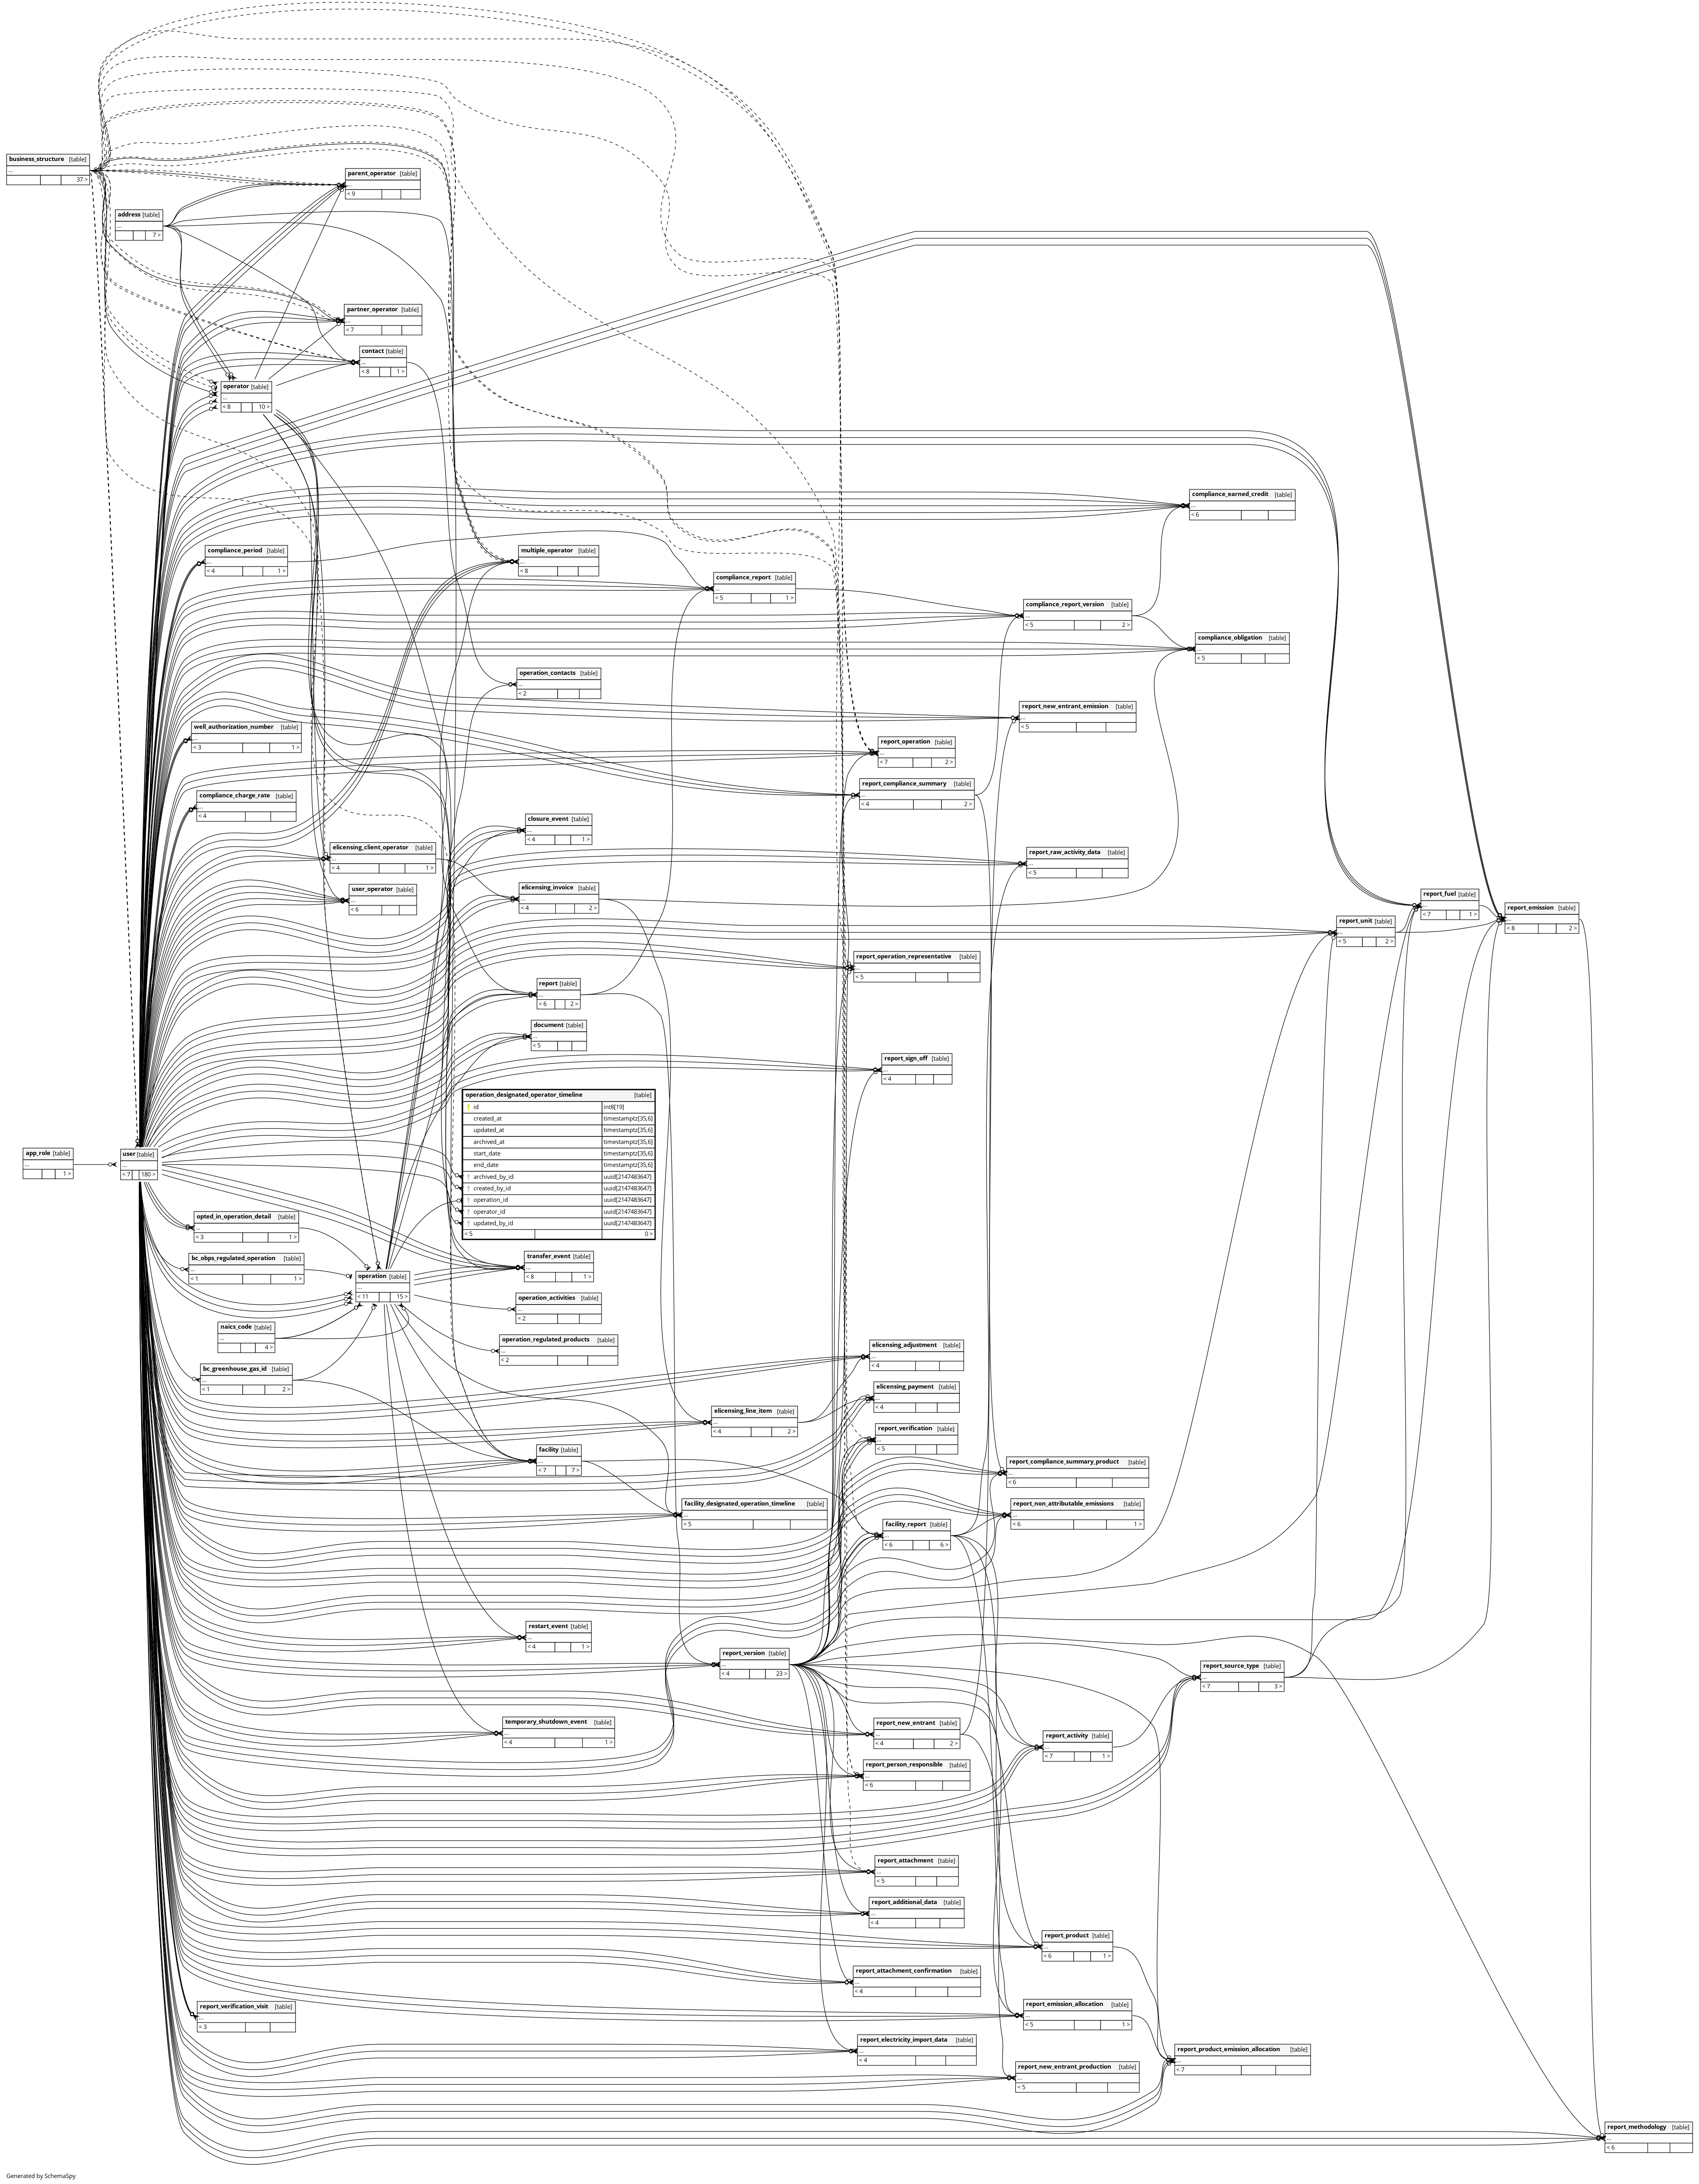 business_structure [table]
...
37 >
parent_operator [table]
...
< 9
address [table]
...
7 >
partner_operator [table]
...
< 7
contact [table]
...
< 8 1 >
operator [table]
...
< 8 10 >
compliance_earned_credit [table]
...
< 6
compliance_period [table]
...
< 4 1 >
multiple_operator [table]
...
< 8
compliance_report [table]
...
< 5 1 >
compliance_report_version [table]
...
< 5 2 >
compliance_obligation [table]
...
< 5
operation_contacts [table]
...
< 2
report_new_entrant_emission [table]
...
< 5
well_authorization_number [table]
...
< 3 1 >
report_operation [table]
...
< 7 2 >
report_compliance_summary [table]
...
< 4 2 >
compliance_charge_rate [table]
...
< 4
closure_event [table]
...
< 4 1 >
elicensing_client_operator [table]
...
< 4 1 >
report_raw_activity_data [table]
...
< 5
user_operator [table]
...
< 6
elicensing_invoice [table]
...
< 4 2 >
report_fuel [table]
...
< 7 1 >
report_emission [table]
...
< 8 2 >
report_unit [table]
...
< 5 2 >
report_operation_representative [table]
...
< 5
report [table]
...
< 6 2 >
document [table]
...
< 5
report_sign_off [table]
...
< 4
operation_designated_operator_timeline [table]
id int8[19]
created_at timestamptz[35,6]
updated_at timestamptz[35,6]
archived_at timestamptz[35,6]
start_date timestamptz[35,6]
end_date timestamptz[35,6]
archived_by_id uuid[2147483647]
created_by_id uuid[2147483647]
operation_id uuid[2147483647]
operator_id uuid[2147483647]
updated_by_id uuid[2147483647]
< 5 0 >
app_role [table]
...
1 >
user [table]
...
< 7 180 >
opted_in_operation_detail [table]
...
< 3 1 >
bc_obps_regulated_operation [table]
...
< 1 1 >
transfer_event [table]
...
< 8 1 >
operation [table]
...
< 11 15 >
operation_activities [table]
...
< 2
naics_code [table]
...
4 >
operation_regulated_products [table]
...
< 2
elicensing_adjustment [table]
...
< 4
bc_greenhouse_gas_id [table]
...
< 1 2 >
elicensing_payment [table]
...
< 4
elicensing_line_item [table]
...
< 4 2 >
report_verification [table]
...
< 5
facility [table]
...
< 7 7 >
report_compliance_summary_product [table]
...
< 6
facility_designated_operation_timeline [table]
...
< 5
report_non_attributable_emissions [table]
...
< 6 1 >
facility_report [table]
...
< 6 6 >
restart_event [table]
...
< 4 1 >
report_version [table]
...
< 4 23 >
report_source_type [table]
...
< 7 3 >
temporary_shutdown_event [table]
...
< 4 1 >
report_new_entrant [table]
...
< 4 2 >
report_activity [table]
...
< 7 1 >
report_person_responsible [table]
...
< 6
report_attachment [table]
...
< 5
report_additional_data [table]
...
< 4
report_product [table]
...
< 6 1 >
report_attachment_confirmation [table]
...
< 4
report_verification_visit [table]
...
< 3
report_emission_allocation [table]
...
< 5 1 >
report_electricity_import_data [table]
...
< 4
report_product_emission_allocation [table]
...
< 7
report_new_entrant_production [table]
...
< 5
report_methodology [table]
...
< 6
Generated by SchemaSpy